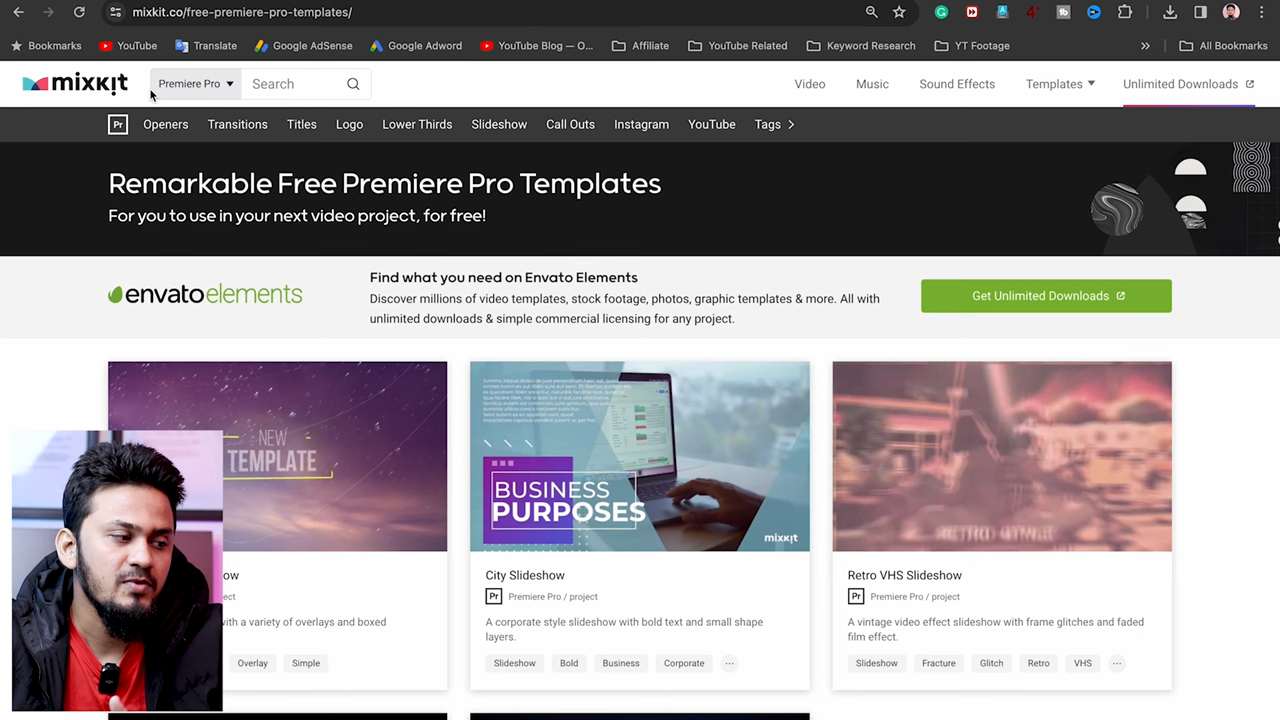 mixkit.co/free-premiere-pro-templates/
Bookmarks
YouTube
Translate
Google AdSense
Google Adword
YouTube Blog — O...
Affiliate
YouTube Related
Keyword Research
YT Footage
All Bookmarks
mixkit
Premiere Pro
Search
Video
Music
Sound Effects
Templates
Unlimited Downloads
Pr
Openers
Transitions
Titles
Logo
Lower Thirds
Slideshow
Call Outs
Instagram
YouTube
Tags
Remarkable Free Premiere Pro Templates
For you to use in your next video project, for free!
envato elements
Find what you need on Envato Elements
Discover millions of video templates, stock footage, photos, graphic templates & more. All with
unlimited downloads & simple commercial licensing for any project.
Get Unlimited Downloads
NEW
TEMPLATE
BUSINESS
PURPOSES
mixkit
with a variety of overlays and boxed
Overlay
Simple
City Slideshow
Pr
Premiere Pro / project
A corporate style slideshow with bold text and small shape
layers.
Slideshow
Bold
Business
Corporate
...
Retro VHS Slideshow
Pr
Premiere Pro / project
A vintage video effect slideshow with frame glitches and faded
film effect.
Slideshow
Fracture
Glitch
Retro
VHS
...